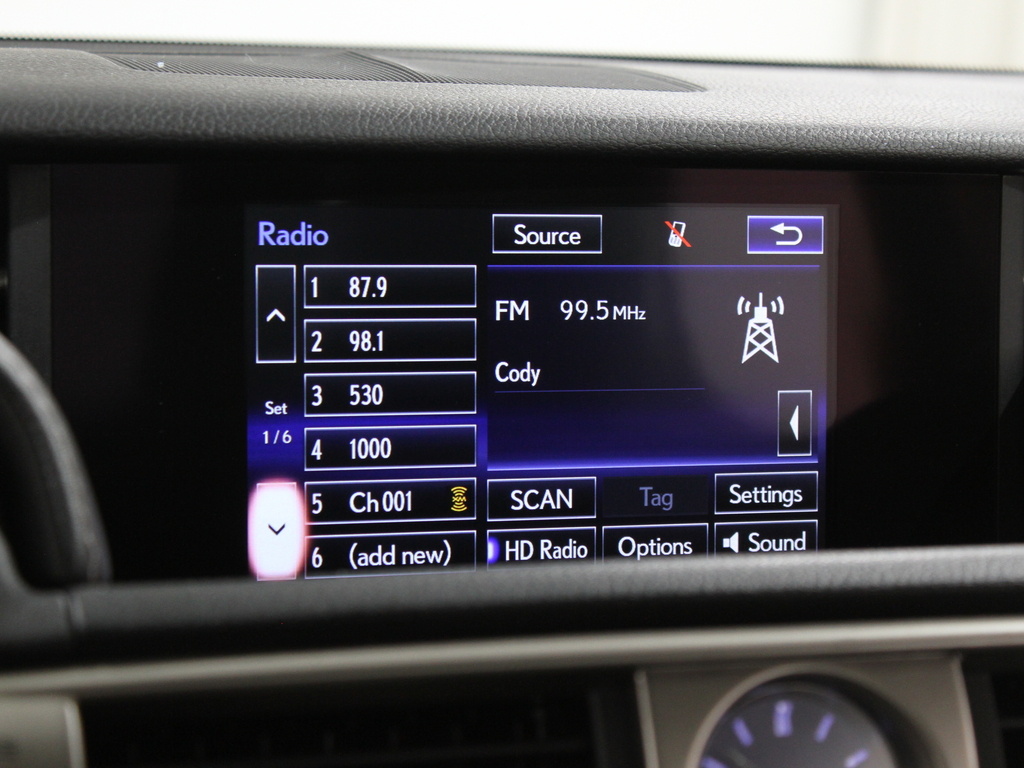 Radio
Source
1 87.9
2 98.1
3 530
4 1000
5 Ch 001 XM
6 (add new)
Set
1/6
FM 99.5 MHz
Cody
SCAN
Tag
Settings
HD Radio
Options
Sound